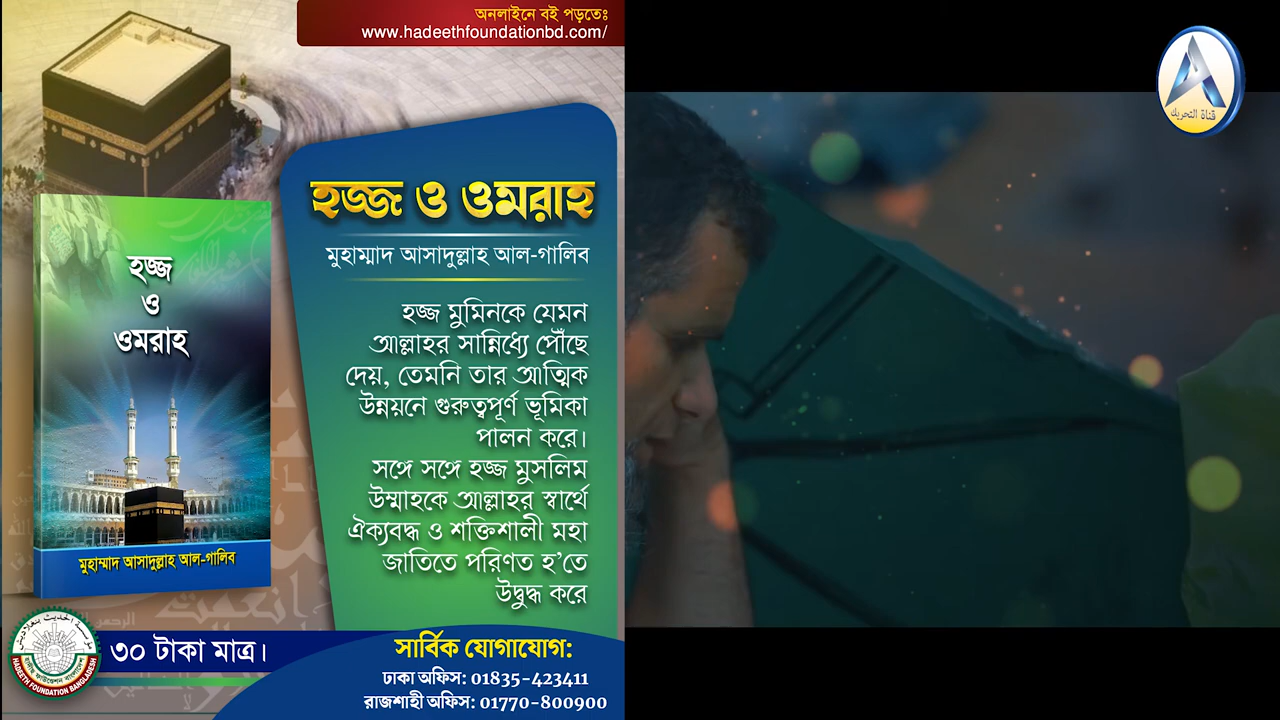 অনলাইনে বই পড়তেঃ
www.hadeethfoundationbd.com/
হজ্জ ও ওমরাহ
মুহাম্মাদ আসাদুল্লাহ আল-গালিব
হজ্জ মুমিনকে যেমন
আল্লাহর সান্নিধ্যে পৌঁছে
দেয়, তেমনি তার আত্মিক
উন্নয়নে গুরুত্বপূর্ণ ভূমিকা
পালন করে।
সঙ্গে সঙ্গে হজ্জ মুসলিম
উম্মাহকে আল্লাহর স্বার্থে
ঐক্যবদ্ধ ও শক্তিশালী মহা
জাতিতে পরিণত হ'তে
উদ্বুদ্ধ করে
হজ্জ
ও
ওমরাহ
মুহাম্মাদ আসাদুল্লাহ আল-গালিব
HADEETH FOUNDATION BANGLADESH
৩০ টাকা মাত্র।
সার্বিক যোগাযোগ:
ঢাকা অফিস: 01835-423411
রাজশাহী অফিস: 01770-800900
قناة التحريك